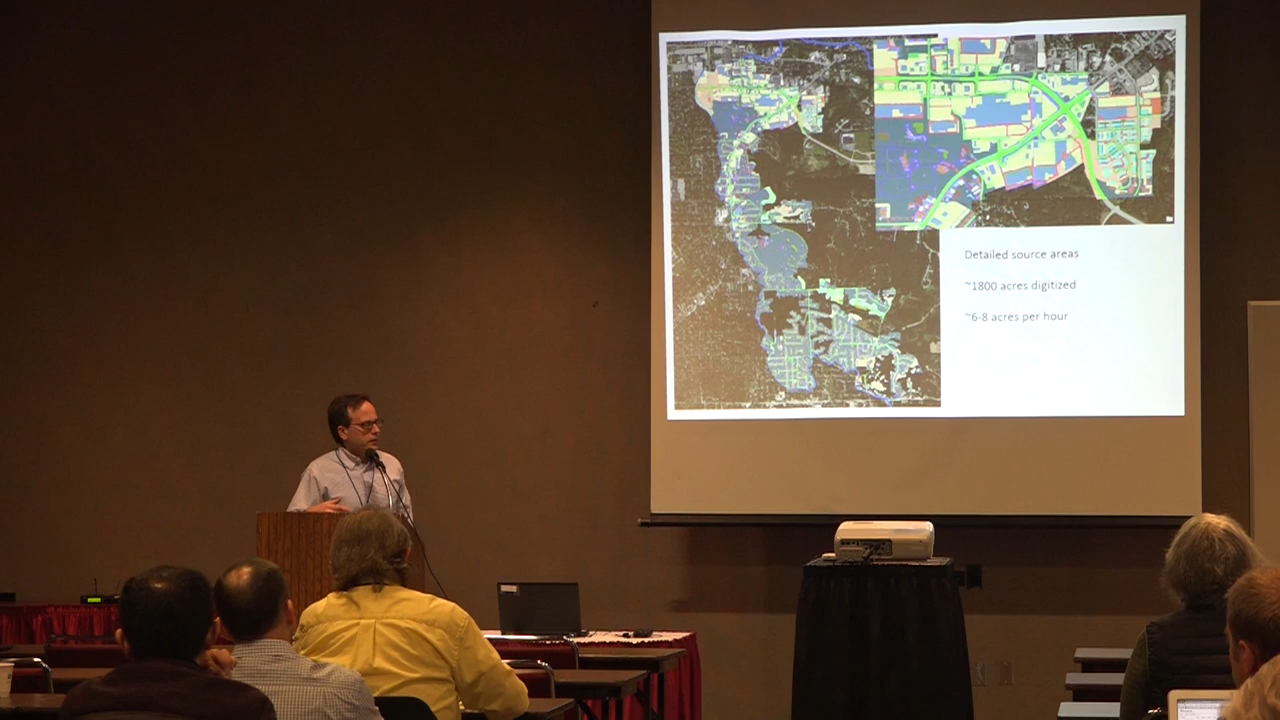 Detailed source areas
~1800 acres digitized
~6-8 acres per hour